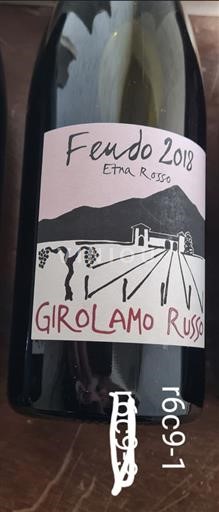 Feudo 2018
Etna Rosso
GIROLAMO RUSSO
r6c9-1